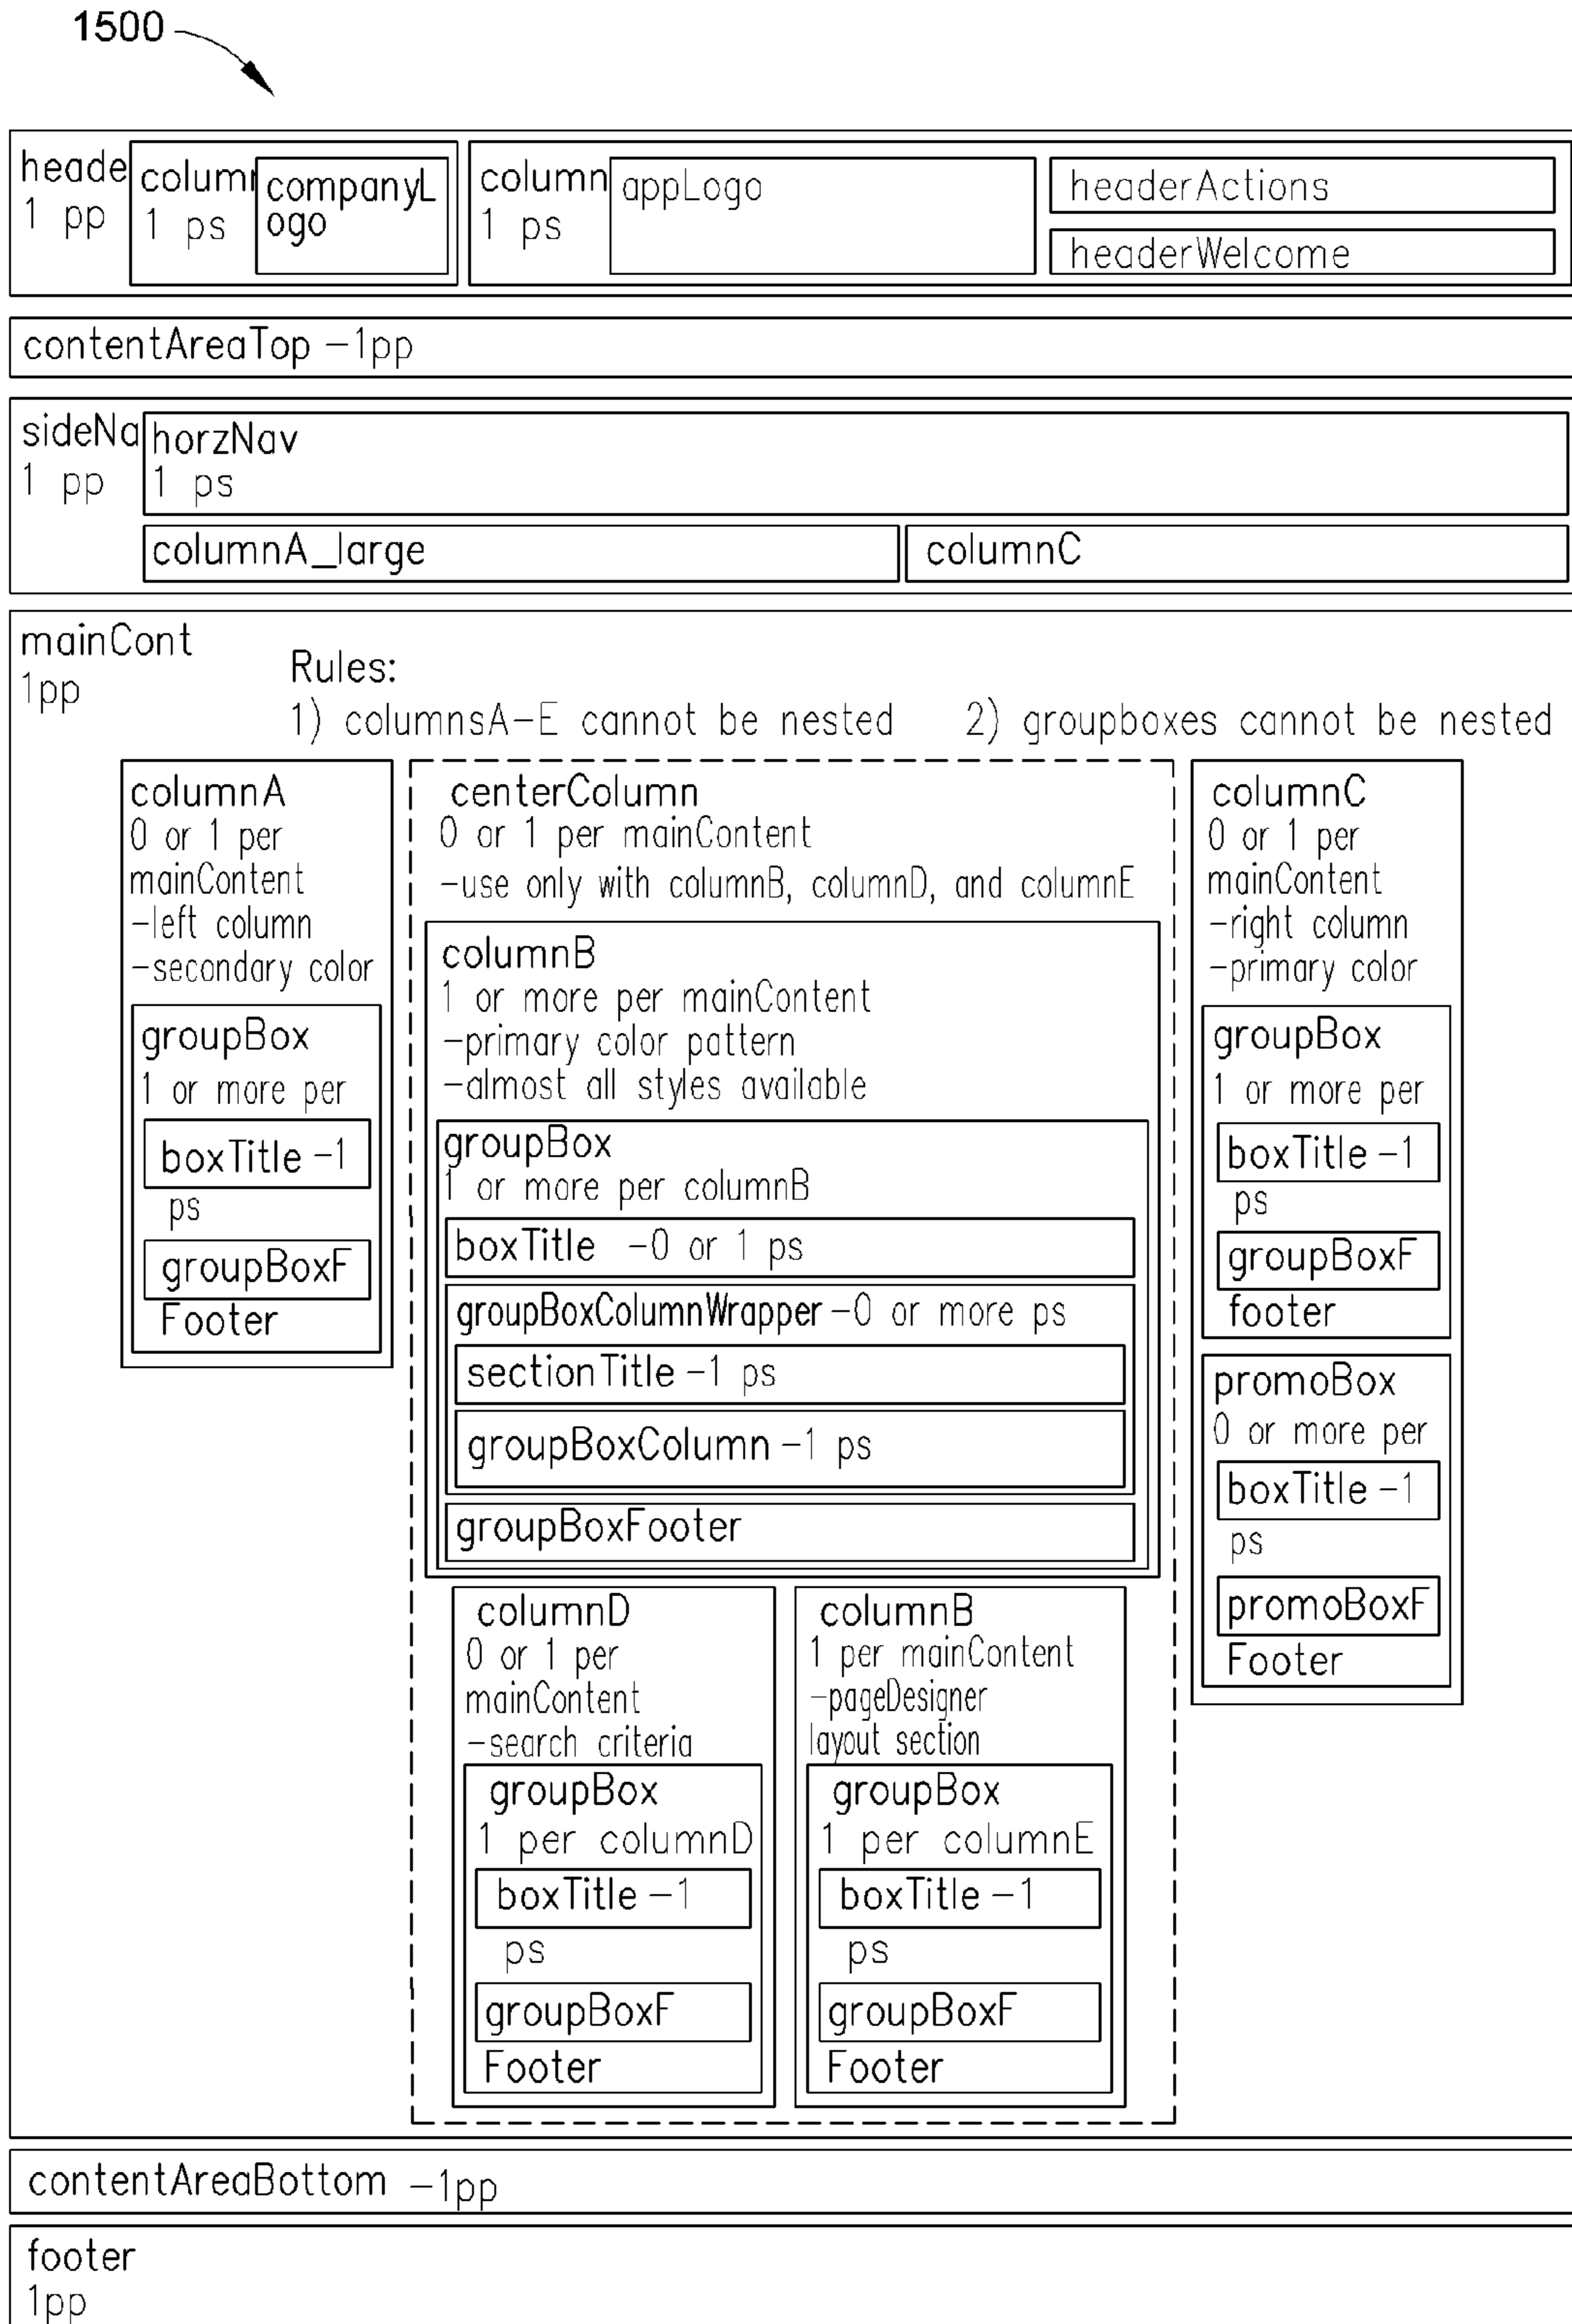 1500
heade
1 pp
colum
1 ps
companyL
ogo
column
1 ps
appLogo
headerActions
headerWelcome
contentAreaTop -1pp
sideNa
1 pp
horzNav
1 ps
columnA_large
columnC
mainCont
1pp
Rules:
1) columnsA-E cannot be nested 2) groupboxes cannot be nested
columnA
0 or 1 per
mainContent
-left column
-secondary color
groupBox
1 or more per
boxTitle -1
ps
groupBoxF
Footer
centerColumn
0 or 1 per mainContent
-use only with columnB, columnD, and columnE
columnB
1 or more per mainContent
-primary color pattern
-almost all styles available
groupBox
1 or more per columnB
boxTitle -0 or 1 ps
groupBoxColumnWrapper -0 or more ps
sectionTitle -1 ps
groupBoxColumn -1 ps
groupBoxFooter
columnD
0 or 1 per
mainContent
-search criteria
groupBox
1 per columnD
boxTitle -1
ps
groupBoxF
Footer
columnB
1 per mainContent
-pageDesigner
layout section
groupBox
1 per columnE
boxTitle -1
ps
groupBoxF
Footer
columnC
0 or 1 per
mainContent
-right column
-primary color
groupBox
1 or more per
boxTitle -1
ps
groupBoxF
footer
promoBox
0 or more per
boxTitle -1
ps
promoBoxF
Footer
contentAreaBottom -1pp
footer
1pp